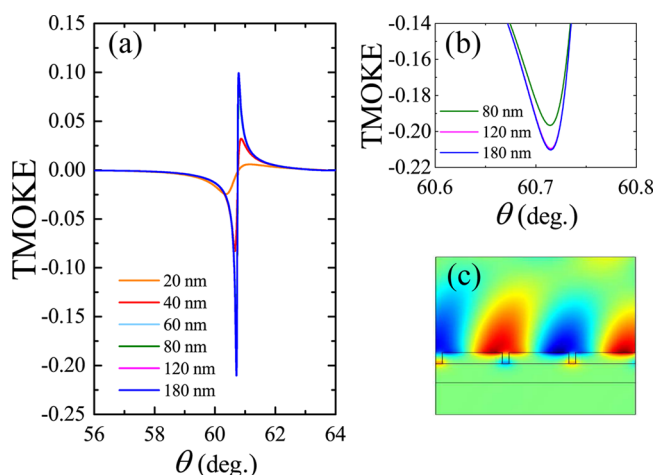 (a)
TMOKE
0.15
0.10
0.05
0.00
-0.05
-0.10
-0.15
-0.20
-0.25
20 nm
40 nm
60 nm
80 nm
120 nm
180 nm
56 58 60 62 64
θ (deg.)
(b)
TMOKE
-0.14
-0.16
-0.18
-0.20
-0.22
80 nm
120 nm
180 nm
60.6 60.7 60.8
θ (deg.)
(c)